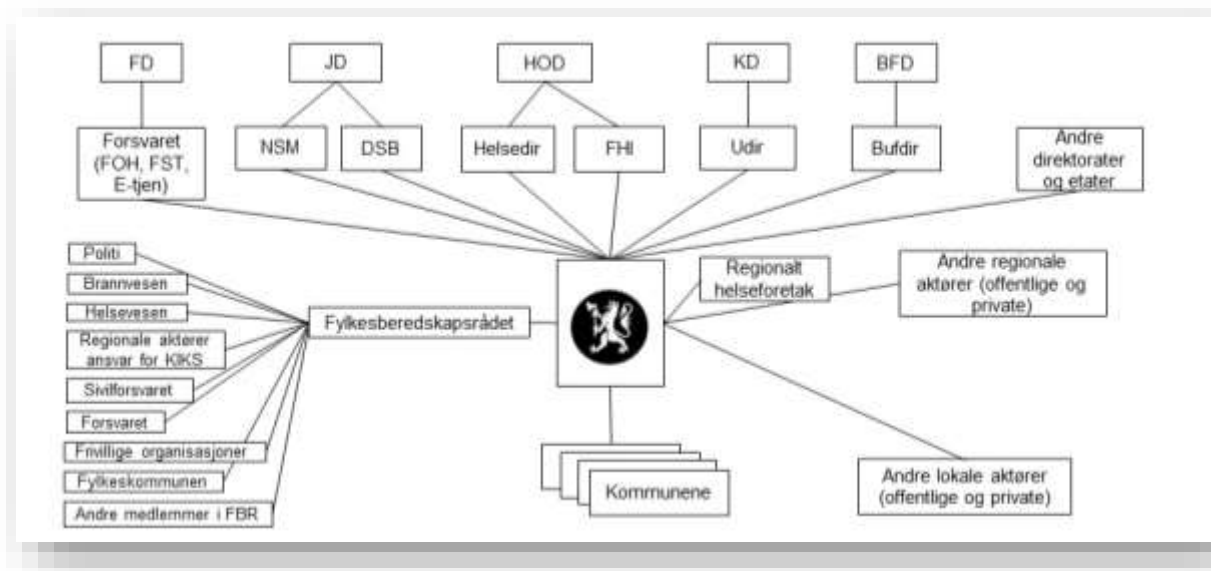 FD
JD
HOD
KD
BFD
Forsvaret
(FOH, FST,
E-tjen)
NSM
DSB
Helsedir
FHI
Udir
Bufdir
Andre
direktorater
og etater
Politi
Brannvesen
Helsevesen
Regionale aktører
ansvar for KIKS
Sivilforsvaret
Forsvaret
Frivillige organisasjoner
Fylkeskommunen
Andre medlemmer i FBR
Fylkesberedskapsrådet
Regionalt
helseforetak
Andre regionale
aktører (offentlige og
private)
Kommunene
Andre lokale aktører
(offentlige og private)